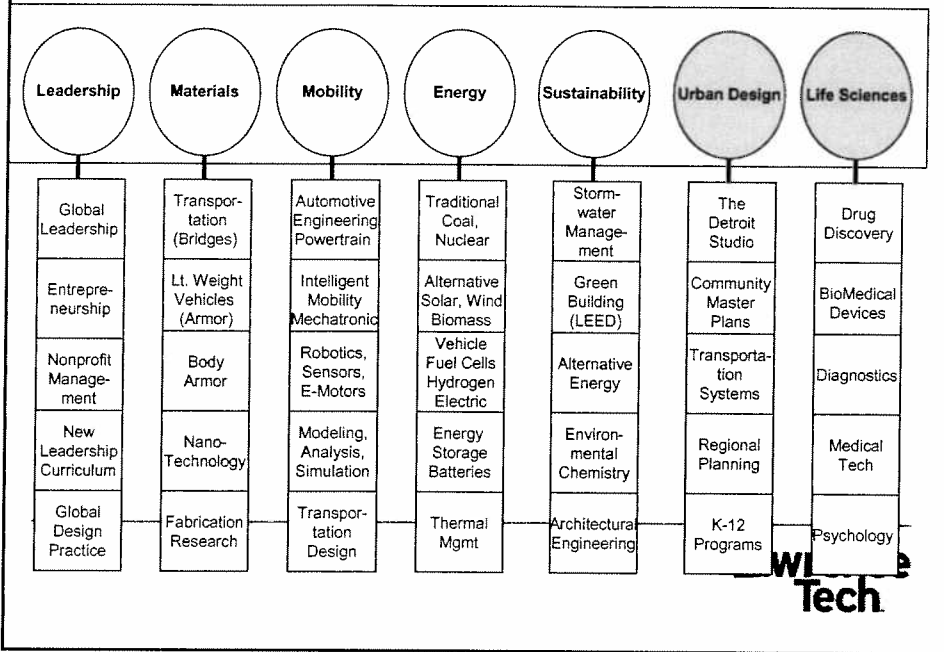 Leadership
Materials
Mobility
Energy
Sustainability
Urban Design
Life Sciences
Global
Leadership
Entrepre-
neurship
Nonprofit
Manage-
ment
New
Leadership
Curriculum
Global
Design
Practice
Transpor-
tation
(Bridges)
Lt. Weight
Vehicles
(Armor)
Body
Armor
Nano-
Technology
Fabrication
Research
Automotive
Engineering
Powertrain
Intelligent
Mobility
Mechatronic
Robotics,
Sensors,
E-Motors
Modeling,
Analysis,
Simulation
Transpor-
tation
Design
Traditional
Coal,
Nuclear
Alternative
Solar, Wind
Biomass
Vehicle
Fuel Cells
Hydrogen
Electric
Energy
Storage
Batteries
Thermal
Mgmt
Storm-
water
Manage-
ment
Green
Building
(LEED)
Alternative
Energy
Environ-
mental
Chemistry
Architectural
Engineering
The
Detroit
Studio
Community
Master
Plans
Transporta-
tion
Systems
Regional
Planning
K-12
Programs
Drug
Discovery
BioMedical
Devices
Diagnostics
Medical
Tech
Psychology
Tech